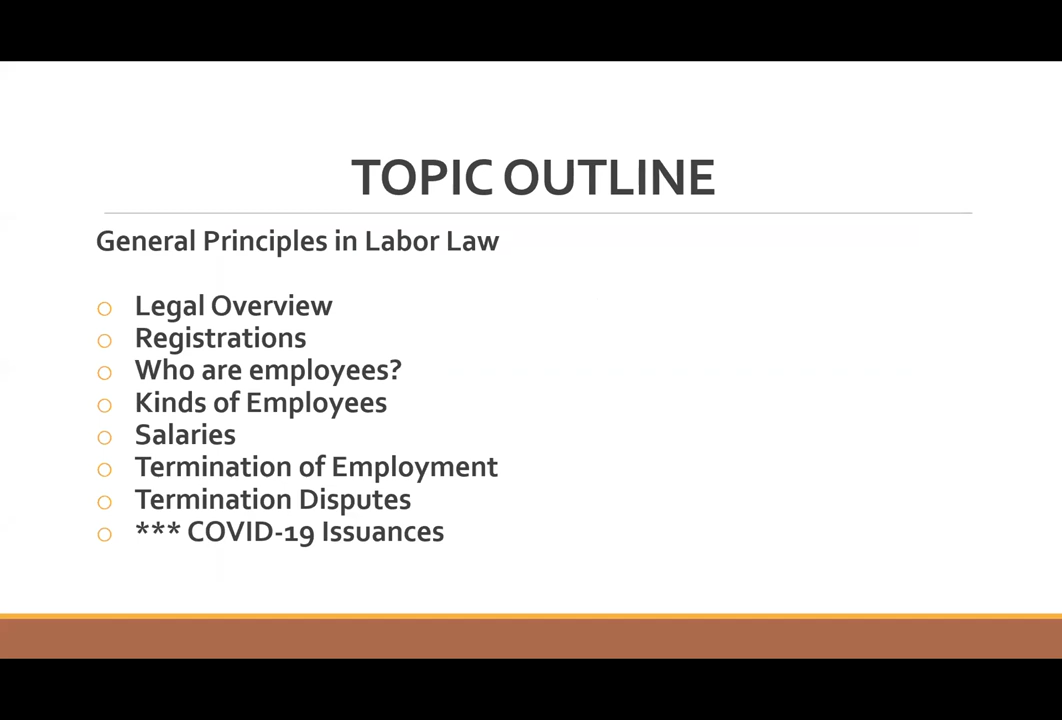 TOPIC OUTLINE
General Principles in Labor Law
o Legal Overview
o Registrations
o Who are employees?
o Kinds of Employees
o Salaries
o Termination of Employment
o Termination Disputes
o *** COVID-19 Issuances